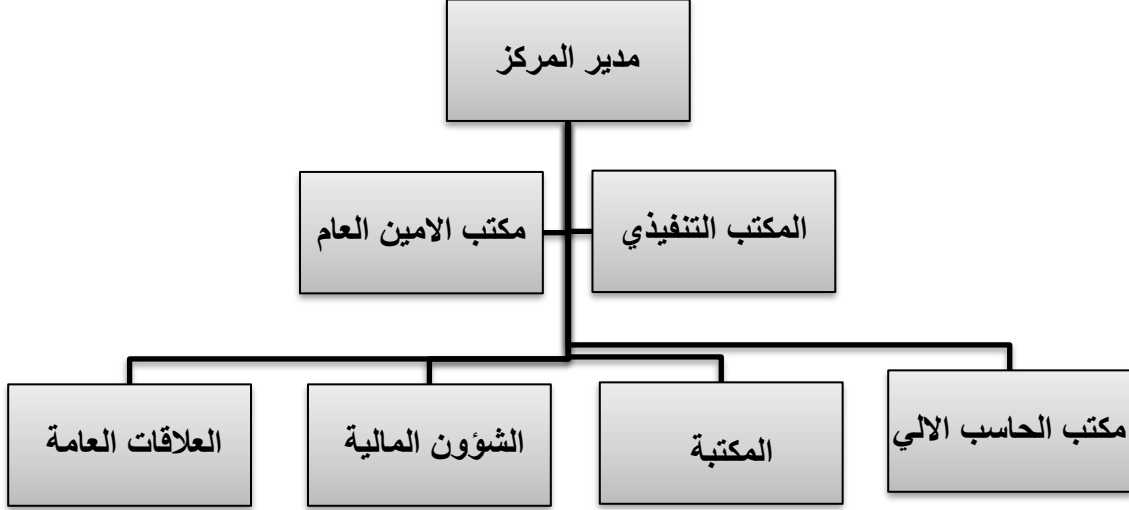 مدير المركز
المكتب التنفيذي
مكتب الامين العام
مكتب الحاسب الالي
المكتبة
الشؤون المالية
العلاقات العامة